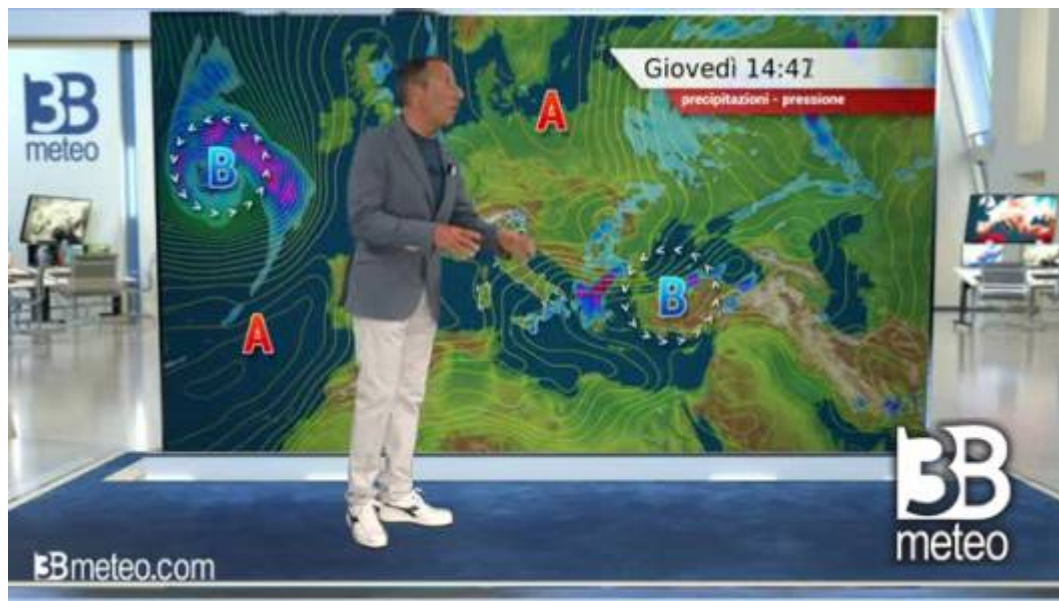 3B
meteo
B
A
Giovedì 14:47
precipitazioni - pressione
B
A
3B
meteo
3Bmeteo.com